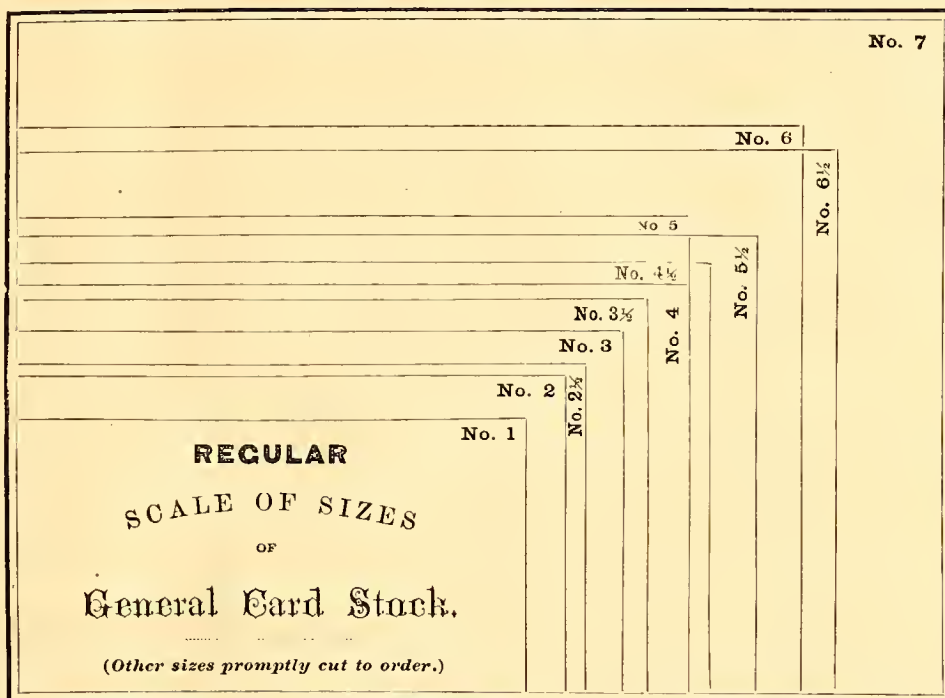 No. 7
No. 6
No. 6½
No 5
No. 5½
No. 4½
No. 4
No. 3½
No. 3
No. 2½
No. 2
No. 1
REGULAR
SCALE OF SIZES
OF
General Card Stock.
(Other sizes promptly cut to order.)